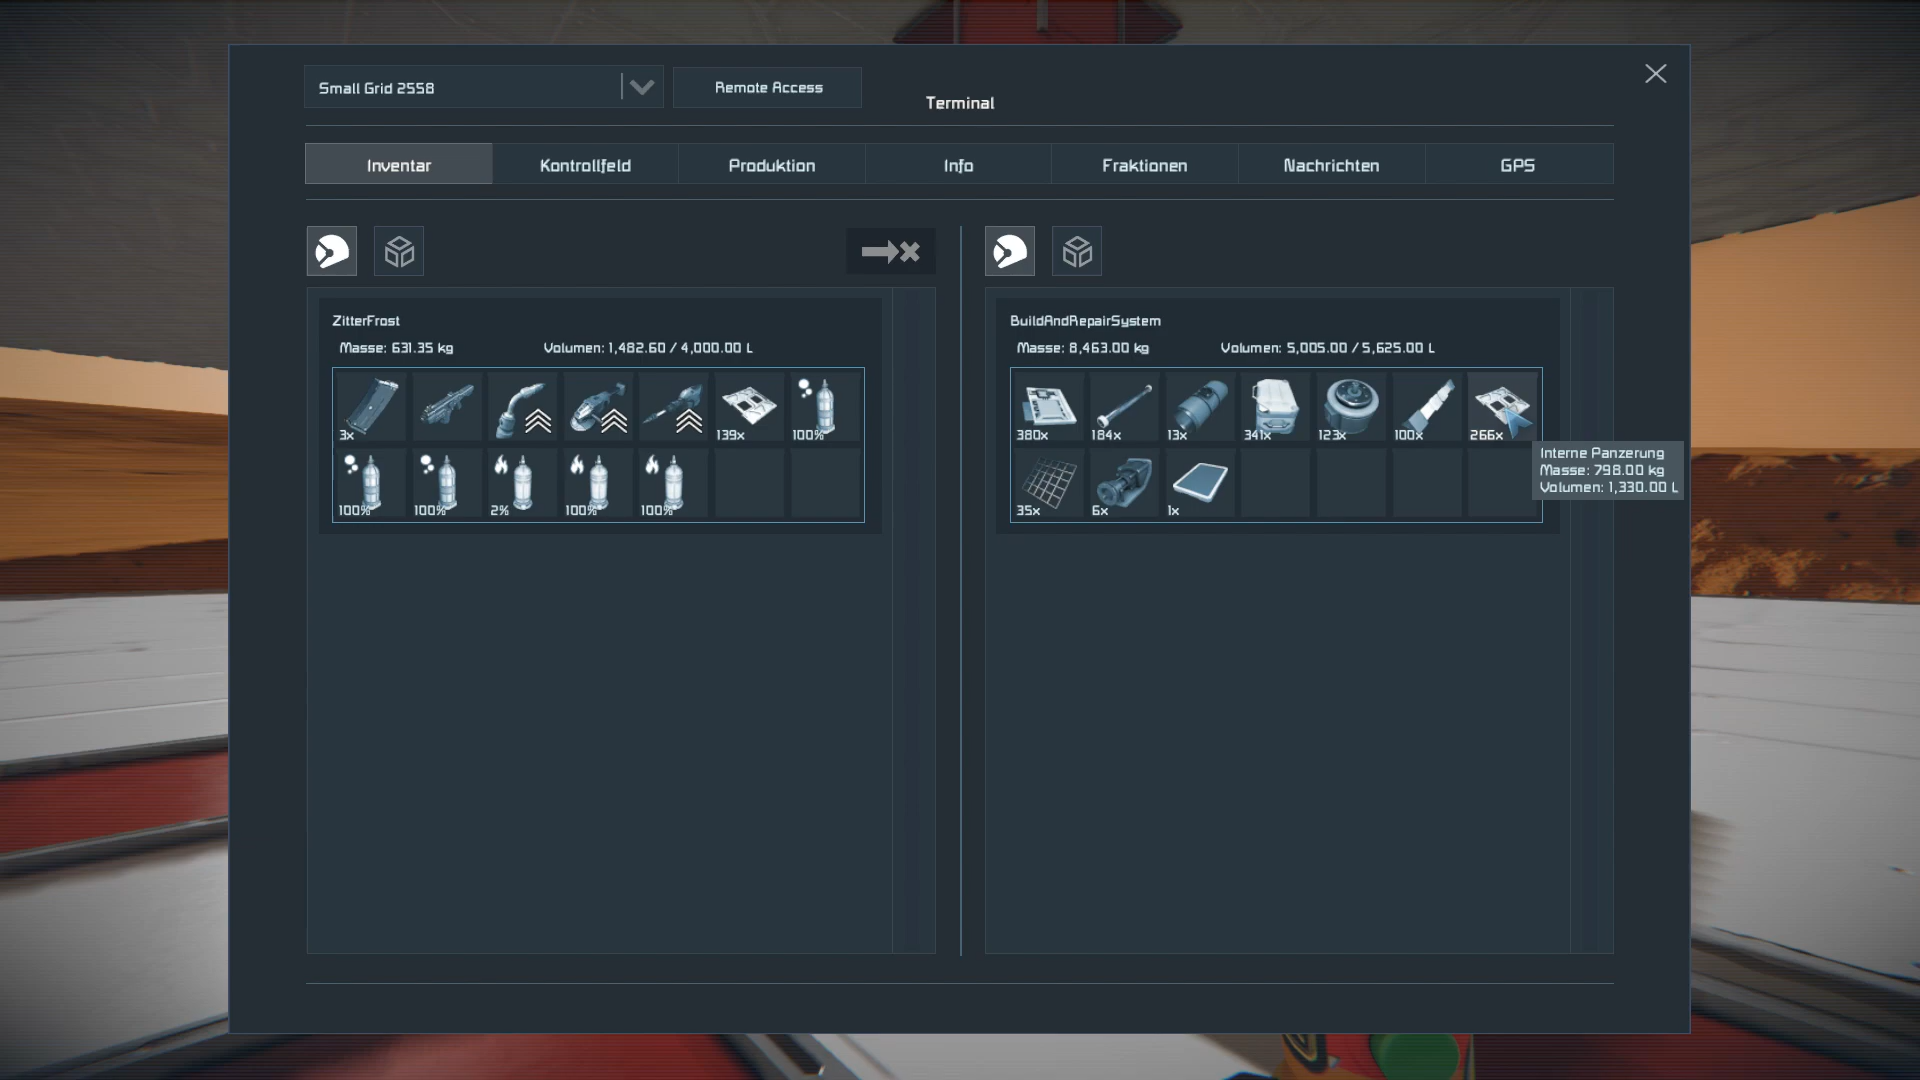 Small Grid 2558
Remote Access
Terminal
Inventar
Kontrollfeld
Produktion
Info
Fraktionen
Nachrichten
GPS
ZitterFrost
Masse: 631.35 kg
Volumen: 1,482.60 / 4,000.00 L
3x
139x
100%
100%
100%
2%
100%
100%
BuildAndRepairSystem
Masse: 8,463.00 kg
Volumen: 5,005.00 / 5,625.00 L
380x
184x
13x
341x
123x
100x
266x
Interne Panzerung
Masse: 798.00 kg
Volumen: 1,330.00 L
35x
6x
1x